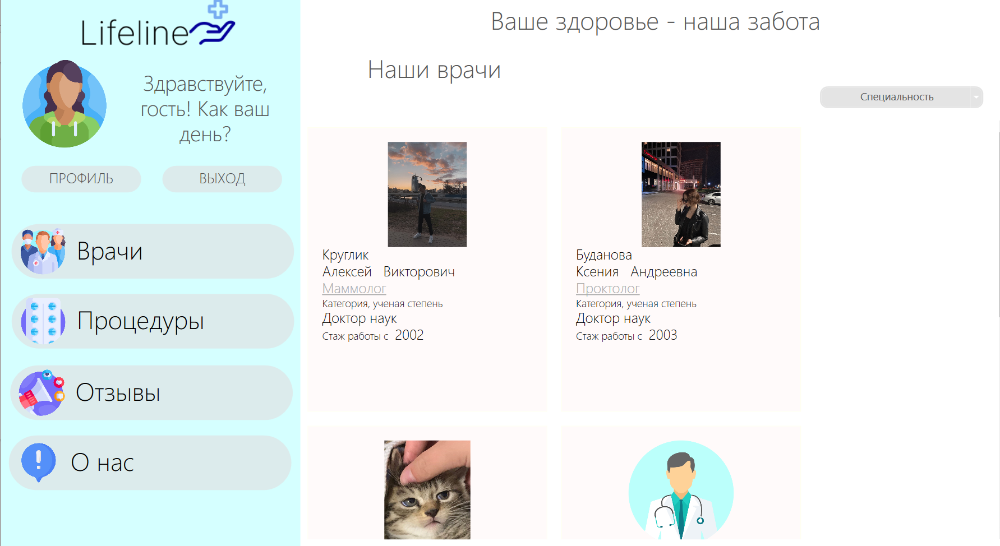 Lifeline
Здравствуйте,
гость! Как ваш
день?
ПРОФИЛЬ
ВЫХОД
Врачи
Процедуры
Отзывы
О нас
Ваше здоровье - наша забота
Наши врачи
Специальность
Круглик
Алексей Викторович
Маммолог
Категория, ученая степень
Доктор наук
Стаж работы с 2002
Буданова
Ксения Андреевна
Проктолог
Категория, ученая степень
Доктор наук
Стаж работы с 2003